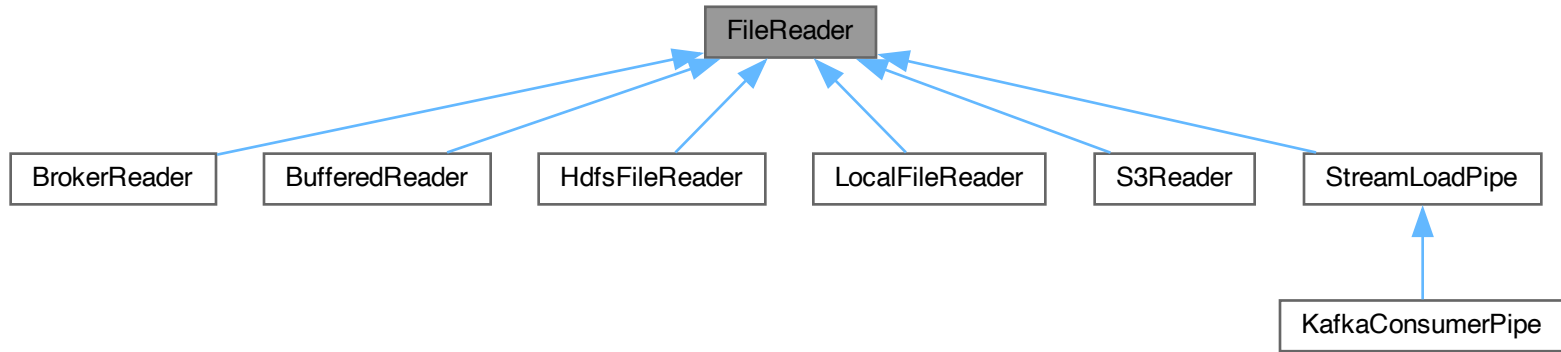 FileReader
BrokerReader
BufferedReader
HdfsFileReader
LocalFileReader
S3Reader
StreamLoadPipe
KafkaConsumerPipe